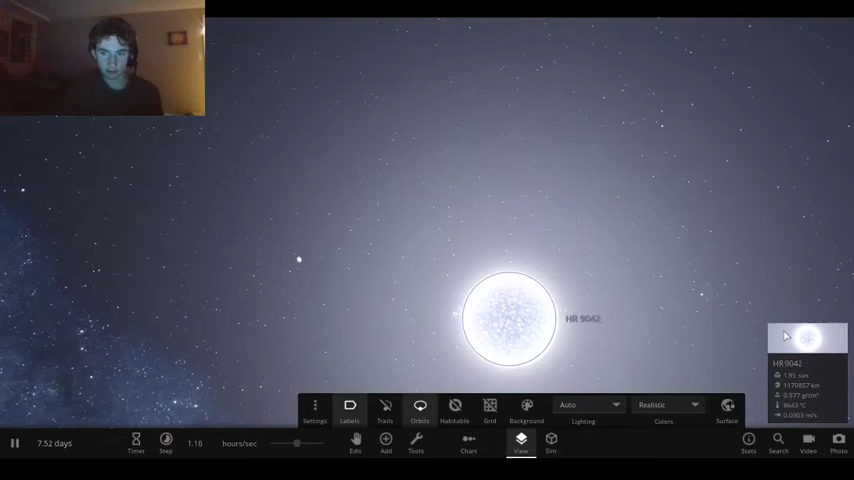 HR 9042
HR 9042
1.95 sun
1170857 km
0.577 g/cm³
8643 °C
0.0303 m/s
Settings
Labels
Trails
Orbits
Habitable
Grid
Background
Auto
Lighting
Realistic
Colors
Surface
7.52 days
Timer
Step
1.16
hours/sec
Edit
Add
Tools
Chart
View
Sim
Stats
Search
Video
Photo